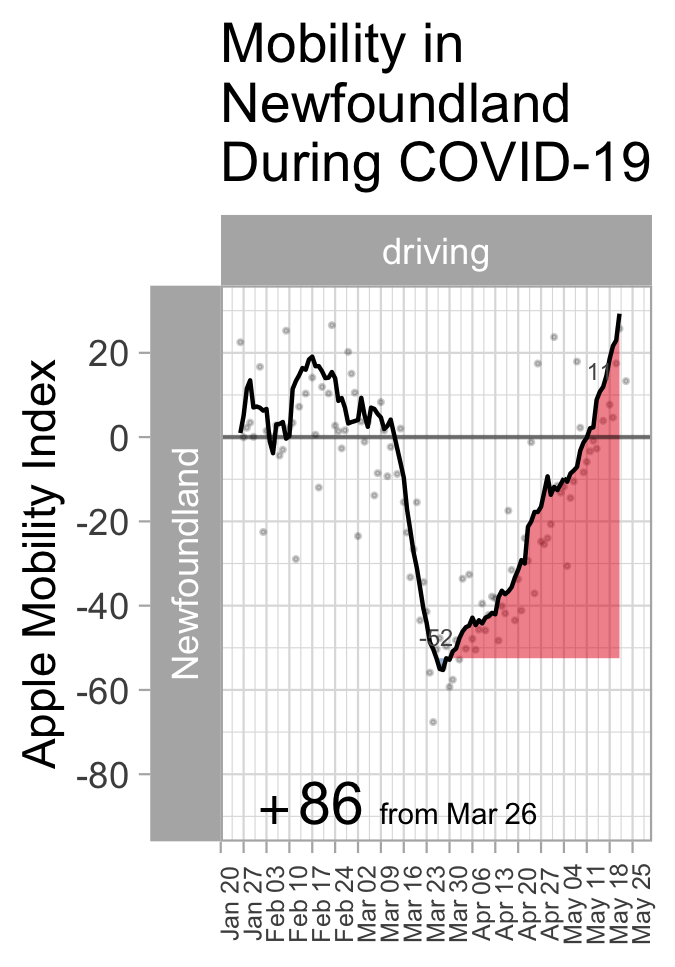 Mobility in
Newfoundland
During COVID-19
driving
Apple Mobility Index
Newfoundland
20
0
-20
-40
-60
-80
11
-52
+86 from Mar 26
Jan 20
Jan 27
Feb 03
Feb 10
Feb 17
Feb 24
Mar 02
Mar 09
Mar 16
Mar 23
Mar 30
Apr 06
Apr 13
Apr 20
Apr 27
May 04
May 11
May 18
May 25